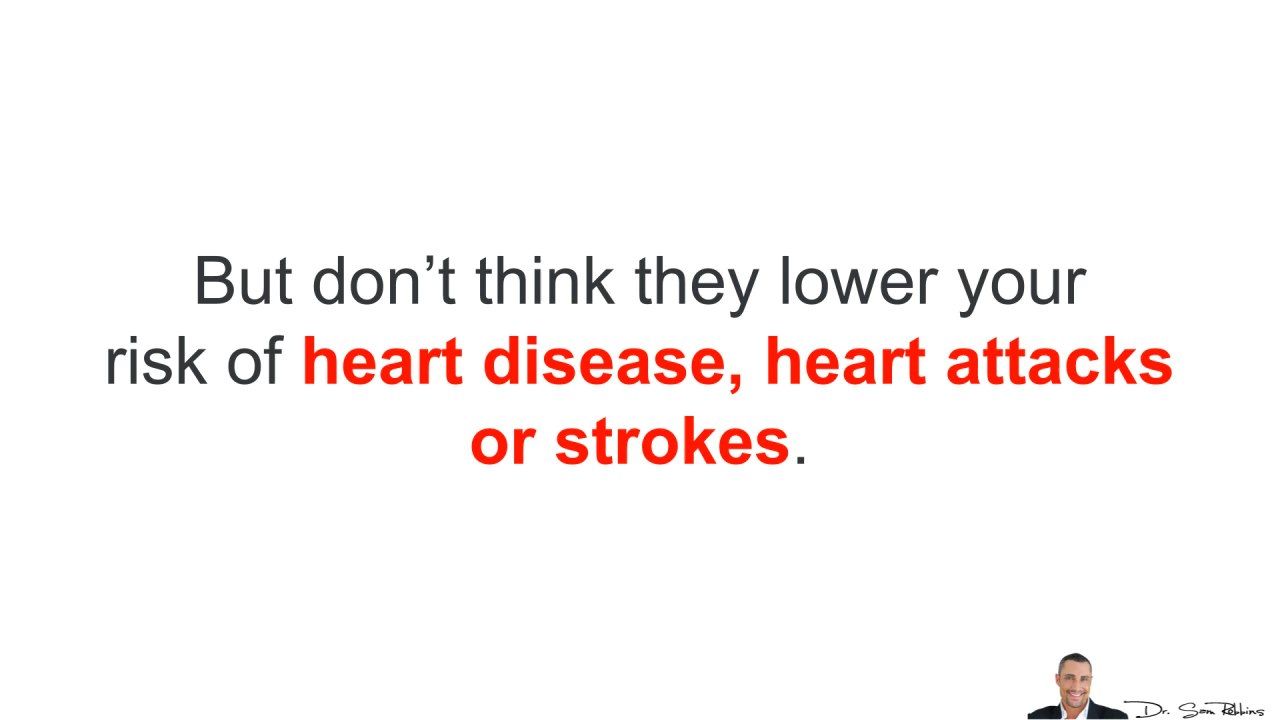 But don’t think they lower your
risk of heart disease, heart attacks
or strokes.
Dr. Sam Robbins